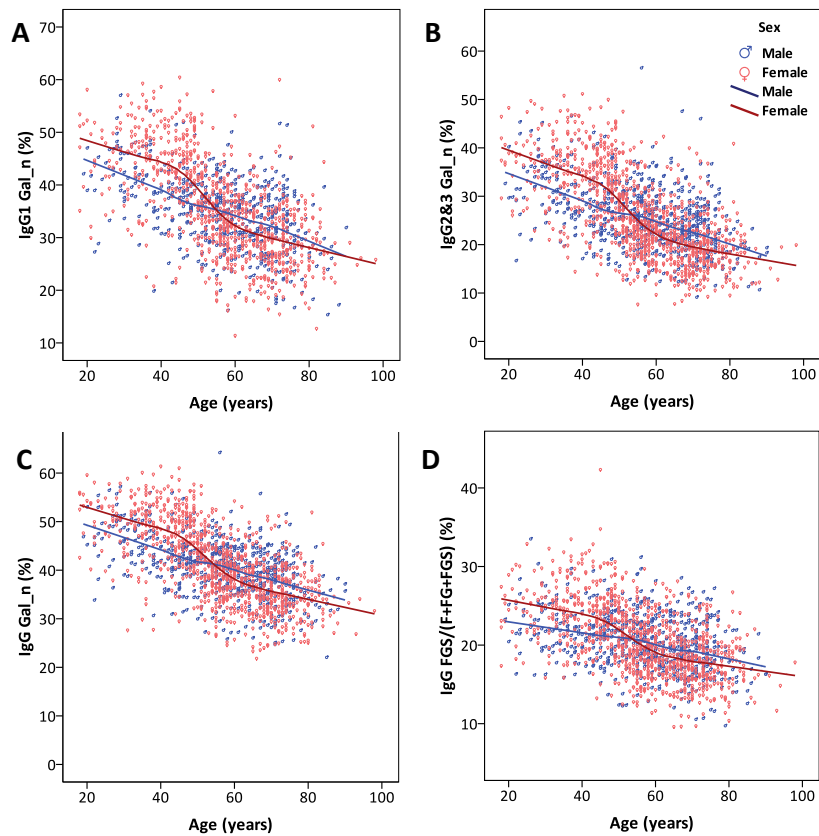 A
70
60
50
40
30
20
10
IgG1 Gal_n (%)
20 40 60 80 100
Age (years)
B
60
50
40
30
20
10
0
IgG2&3 Gal_n (%)
20 40 60 80 100
Age (years)
Sex
♂ Male
♀ Female
Male
Female
C
60
50
40
30
20
10
0
IgG Gal_n (%)
20 40 60 80 100
Age (years)
D
40
30
20
10
IgG FGS/(F+FG+FGS) (%)
20 40 60 80 100
Age (years)